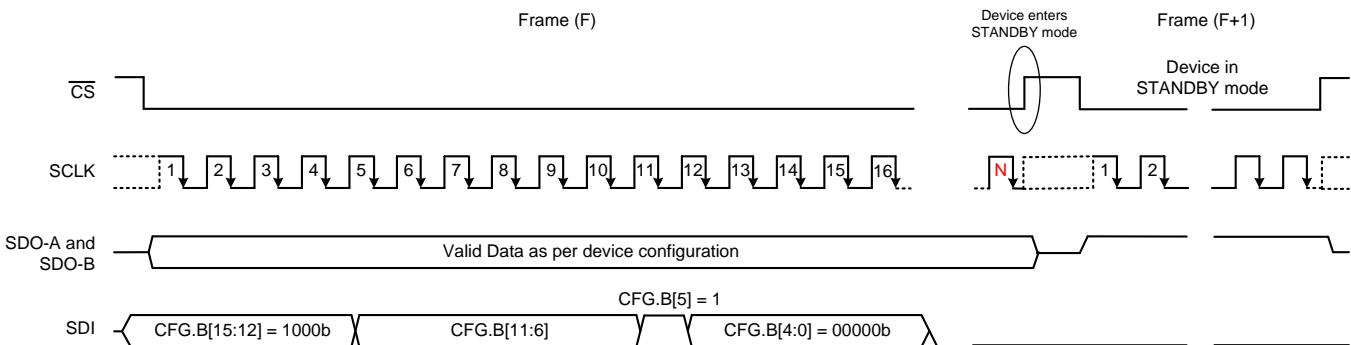 Frame (F)
Device enters
STANDBY mode
Frame (F+1)
CS
Device in
STANDBY mode
SCLK
1 2 3 4 5 6 7 8 9 10 11 12 13 14 15 16 N 1 2
SDO-A and
SDO-B
Valid Data as per device configuration
CFG.B[5] = 1
SDI
CFG.B[15:12] = 1000b
CFG.B[11:6]
CFG.B[4:0] = 00000b